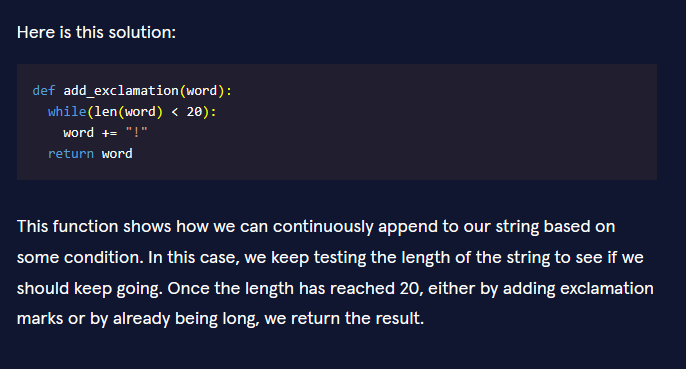 Here is this solution:
def add_exclamation(word):
  while(len(word) < 20):
    word += "!"
  return word
This function shows how we can continuously append to our string based on
some condition. In this case, we keep testing the length of the string to see if we
should keep going. Once the length has reached 20, either by adding exclamation
marks or by already being long, we return the result.